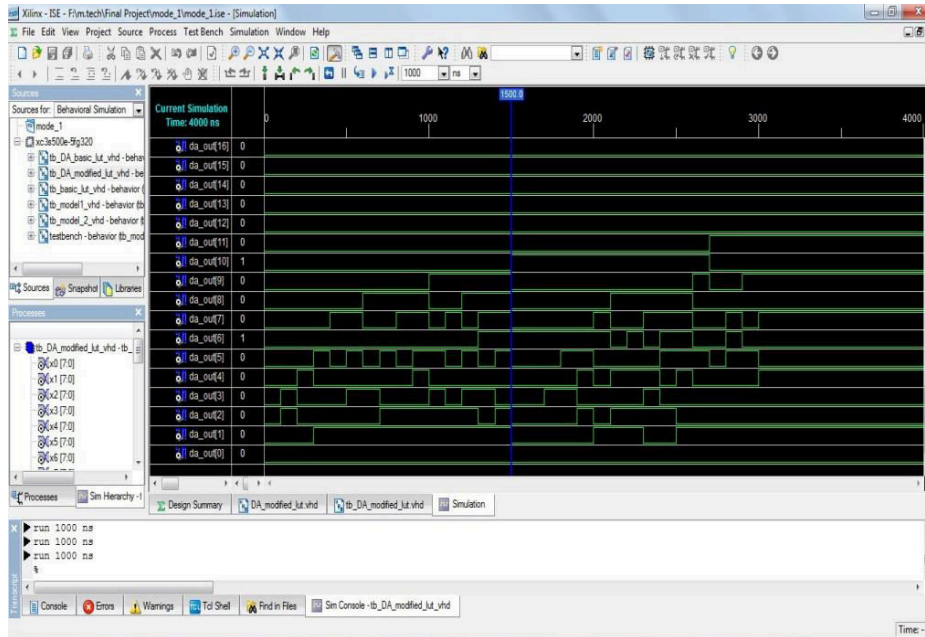 Xilinx - ISE - F:\m.tech\Final Project\mode_1\mode_1.ise - [Simulation]
File Edit View Project Source Process Test Bench Simulation Window Help
1000 ns
Sources
Sources for: Behavioral Simulation
mode_1
xc3s500e-5fg320
tb_DA_basic_lut_vhd - behav
tb_DA_modified_lut_vhd - be
tb_basic_lut_vhd - behavior (
tb_model1_vhd - behavior (tb
tb_model_2_vhd - behavior (t
testbench - behavior (tb_mod
Sources Snapshot Libraries
Processes
tb_DA_modified_lut_vhd - tb_
x0 [7:0]
x1 [7:0]
x2 [7:0]
x3 [7:0]
x4 [7:0]
x5 [7:0]
x6 [7:0]
Processes Sim Hierarchy - t
Current Simulation
Time: 4000 ns
1500.0
0 1000 2000 3000 4000
da_out[16] 0
da_out[15] 0
da_out[14] 0
da_out[13] 0
da_out[12] 0
da_out[11] 0
da_out[10] 1
da_out[9] 0
da_out[8] 0
da_out[7] 0
da_out[6] 1
da_out[5] 0
da_out[4] 0
da_out[3] 0
da_out[2] 0
da_out[1] 0
da_out[0] 0
Design Summary DA_modified_lut.vhd tb_DA_modified_lut.vhd Simulation
run 1000 ns
run 1000 ns
run 1000 ns
%
Transcript
Console Errors Warnings Tcl Shell Find in Files Sim Console - tb_DA_modified_lut_vhd
Time: -